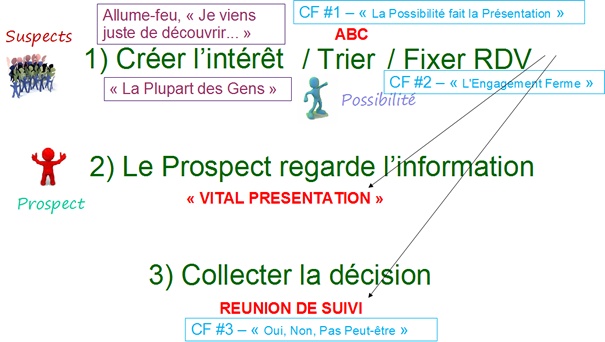 Suspects
Allume-feu, « Je viens
juste de découvrir... »
CF #1 – « La Possibilité fait la Présentation »
ABC
1) Créer l’intérêt / Trier / Fixer RDV
« La Plupart des Gens »
Possibilité
CF #2 – « L'Engagement Ferme »
2) Le Prospect regarde l’information
Prospect
« VITAL PRESENTATION »
3) Collecter la décision
REUNION DE SUIVI
CF #3 – « Oui, Non, Pas Peut-être »